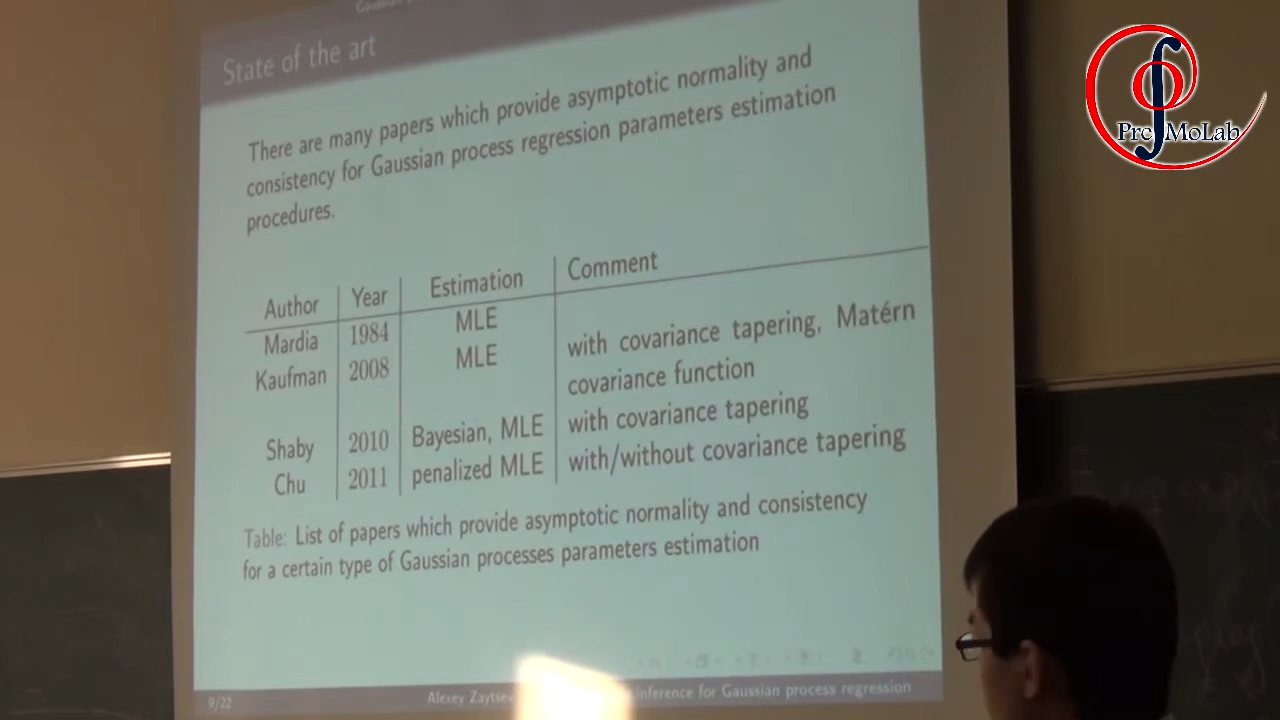 State of the art
There are many papers which provide asymptotic normality and
consistency for Gaussian process regression parameters estimation
procedures.
Author Year Estimation Comment
Mardia 1984 MLE
Kaufman 2008 MLE with covariance tapering, Matérn
covariance function
Shaby 2010 Bayesian, MLE with covariance tapering
Chu 2011 penalized MLE with/without covariance tapering
Table: List of papers which provide asymptotic normality and consistency
for a certain type of Gaussian processes parameters estimation
9/22 Alexey inference for Gaussian process regression
PreMoLab